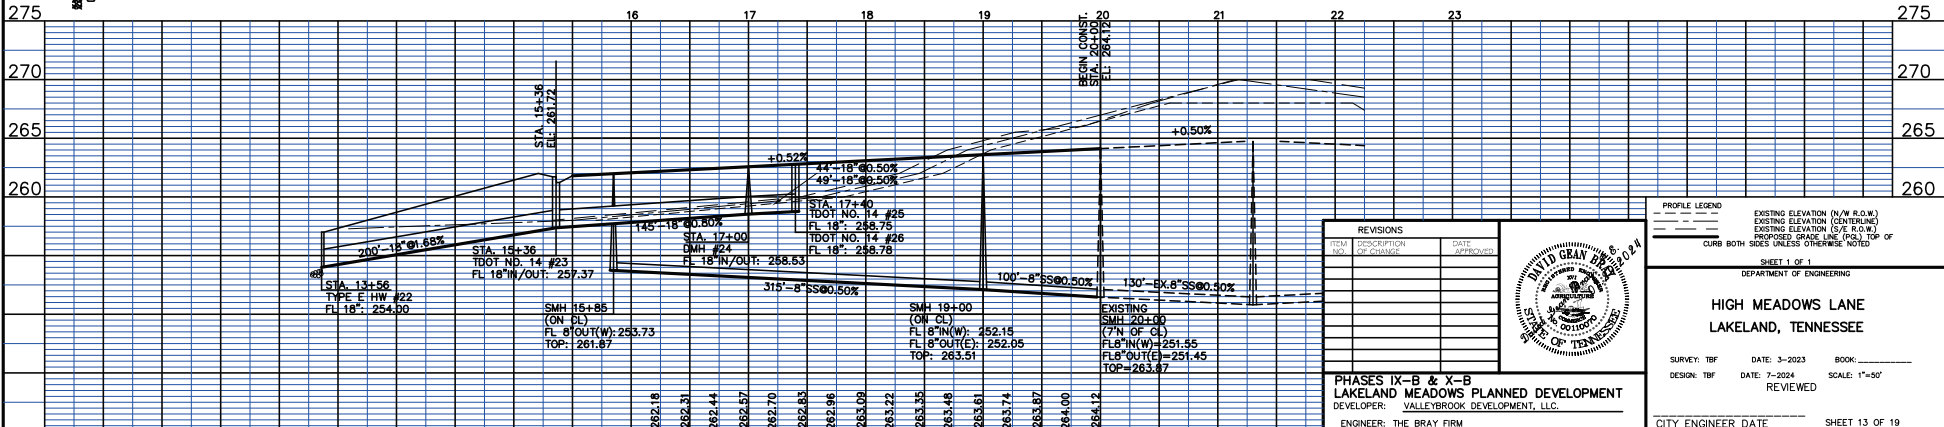 16 17 18 19 20 21 22 23
275 275
270 270
265
265
260 260
STA. 15+36
EL: 261.72
BEGIN CONST.
STA. 20+00
EL: 264.12
+0.50%
+0.52%
44'-18"@0.50%
49'-18"@0.50%
STA. 17+40
TDOT NO. 14 #25
FL 18": 258.75
TDOT NO. 14 #26
FL 18": 258.78
145'-18"@0.80%
STA. 17+00
DMH #24
FL 18"IN/OUT: 258.53
200'-18"@1.68%
STA. 15+36
TDOT NO. 14 #23
FL 18"IN/OUT: 257.37
STA. 13+56
TYPE E HW #22
FL 18": 254.00
315'-8"SS@0.50%
100'-8"SS@0.50%
130'-EX.8"SS@0.50%
SMH 15+85
(ON CL)
FL 8"OUT(W): 253.73
TOP: 261.87
SMH 19+00
(ON CL)
FL 8"IN(W): 252.15
FL 8"OUT(E): 252.05
TOP: 263.51
EXISTING
SMH 20+00
(7'N OF CL)
FL8"IN(W)=251.55
FL8"OUT(E)=251.45
TOP=263.87
262.18
262.31
262.44
262.57
262.70
262.83
262.96
263.09
263.22
263.35
263.48
263.61
263.74
263.87
264.00
264.12
REVISIONS
ITEM NO. DESCRIPTION OF CHANGE DATE APPROVED
DAVID GEAN BRAY
REGISTERED ENGINEER
XVI
AGRICULTURE
COMMERCE
NO. 00110070
STATE OF TENNESSEE
2024
PROFILE LEGEND
EXISTING ELEVATION (N/W R.O.W.)
EXISTING ELEVATION (CENTERLINE)
EXISTING ELEVATION (S/E R.O.W.)
PROPOSED GRADE LINE (PGL) TOP OF
CURB BOTH SIDES UNLESS OTHERWISE NOTED
SHEET 1 OF 1
DEPARTMENT OF ENGINEERING
HIGH MEADOWS LANE
LAKELAND, TENNESSEE
SURVEY: TBF DATE: 3-2023 BOOK:
DESIGN: TBF DATE: 7-2024 SCALE: 1"=50'
REVIEWED
CITY ENGINEER DATE SHEET 13 OF 19
PHASES IX-B & X-B
LAKELAND MEADOWS PLANNED DEVELOPMENT
DEVELOPER: VALLEYBROOK DEVELOPMENT, LLC.
ENGINEER: THE BRAY FIRM